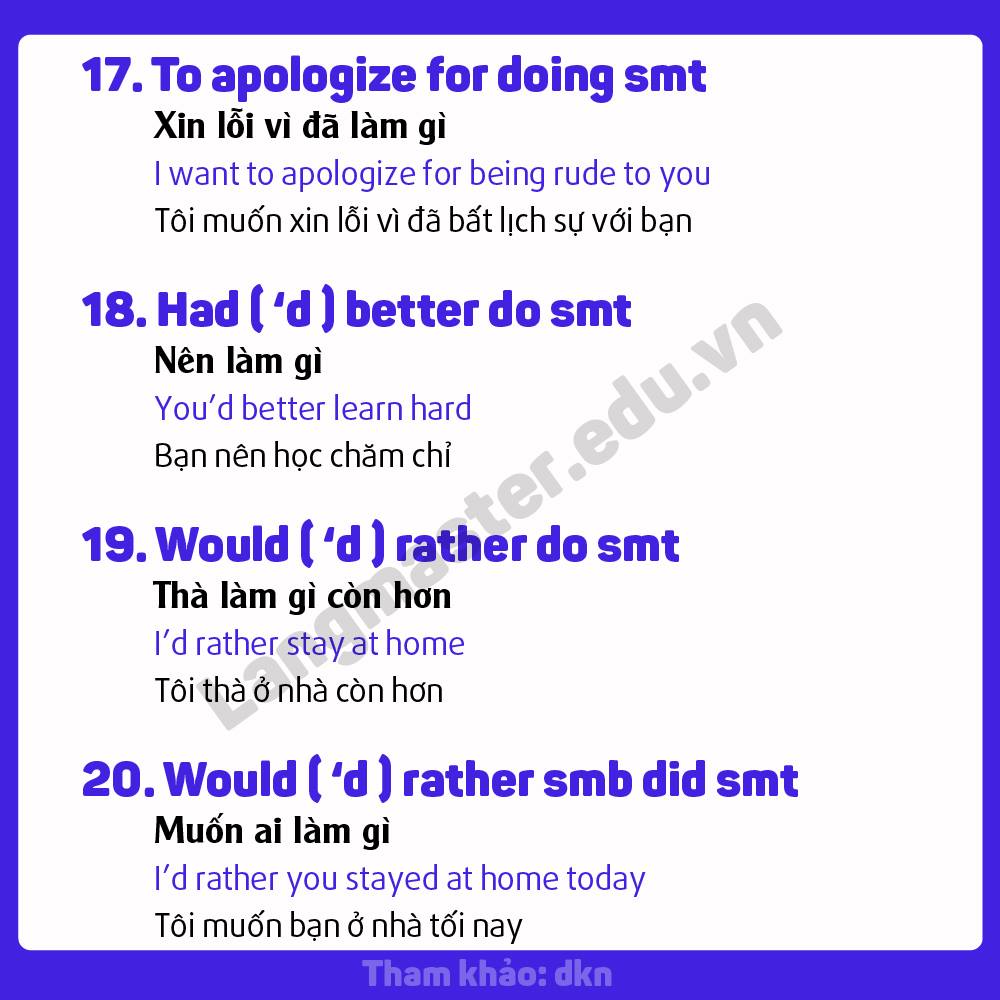 17. To apologize for doing smt
Xin lỗi vì đã làm gì
I want to apologize for being rude to you
Tôi muốn xin lỗi vì đã bất lịch sự với bạn
18. Had ( ‘d ) better do smt
Nên làm gì
You’d better learn hard
Bạn nên học chăm chỉ
19. Would ( ‘d ) rather do smt
Thà làm gì còn hơn
I’d rather stay at home
Tôi thà ở nhà còn hơn
20. Would ( ‘d ) rather smb did smt
Muốn ai làm gì
I’d rather you stayed at home today
Tôi muốn bạn ở nhà tối nay
Langmaster.edu.vn
Tham khảo: dkn